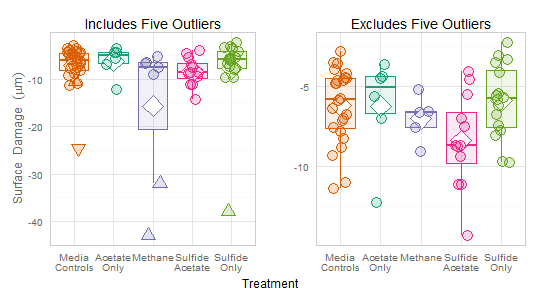 Includes Five Outliers
Excludes Five Outliers
Surface Damage (µm)
-10
-20
-30
-40
-5
-10
Media Controls
Acetate Only
Methane
Sulfide Acetate
Sulfide Only
Media Controls
Acetate Only
Methane
Sulfide Acetate
Sulfide Only
Treatment